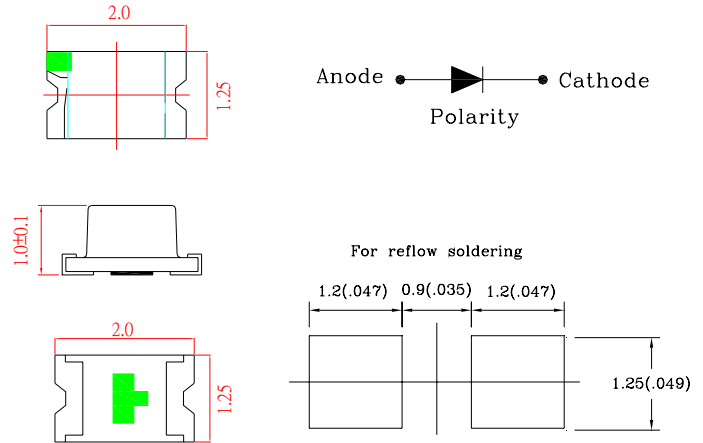 2.0
1.25
Anode
Cathode
Polarity
1.0±0.1
For reflow soldering
1.2(.047)
0.9(.035)
1.2(.047)
2.0
1.25
1.25(.049)